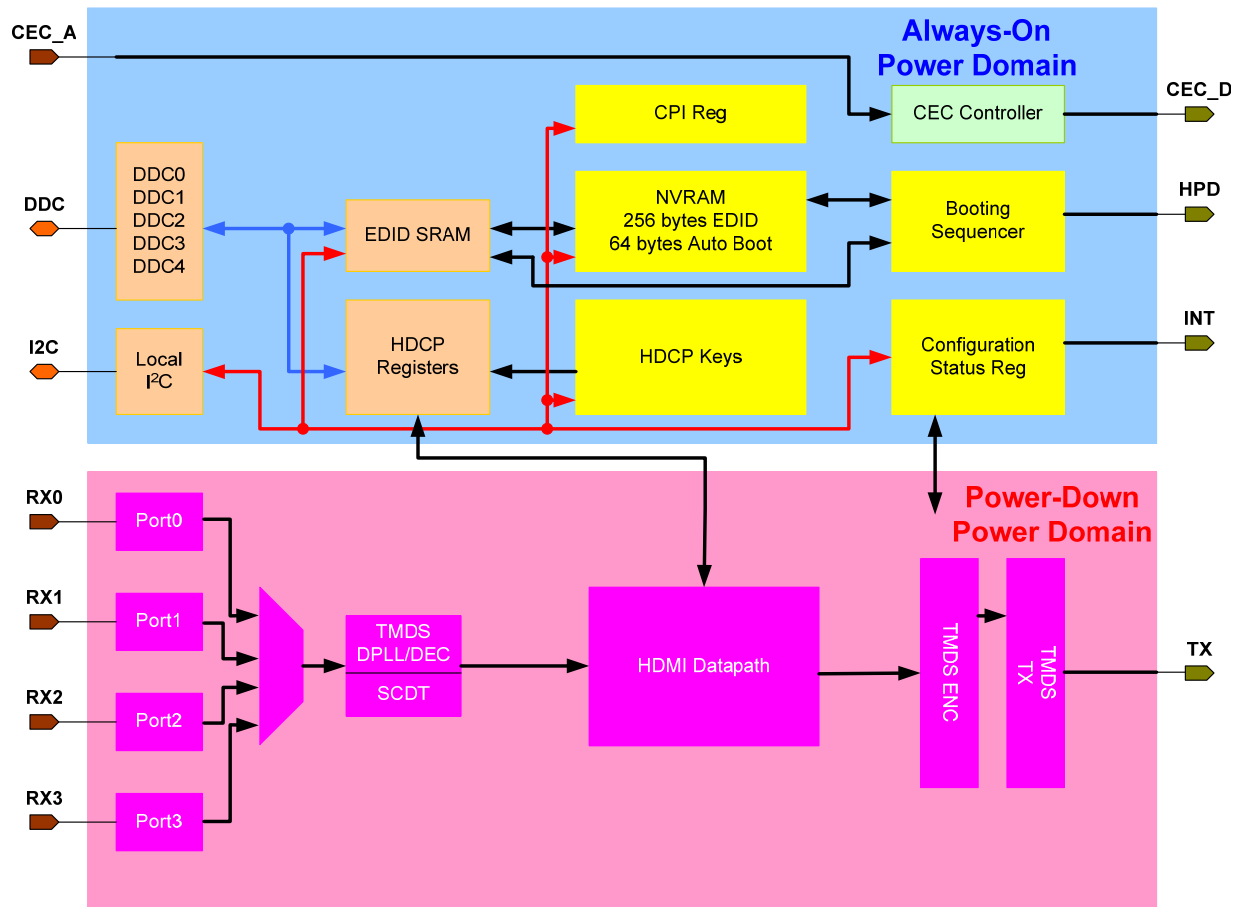 CEC_A
Always-On
Power Domain
CEC_D
CPI Reg
CEC Controller
DDC
DDC0
DDC1
DDC2
DDC3
DDC4
EDID SRAM
NVRAM
256 bytes EDID
64 bytes Auto Boot
Booting
Sequencer
HPD
I2C
Local
I²C
HDCP
Registers
HDCP Keys
Configuration
Status Reg
INT
Power-Down
Power Domain
RX0
Port0
RX1
Port1
RX2
Port2
RX3
Port3
TMDS
DPLL/DEC
SCDT
HDMI Datapath
TMDS ENC
TMDS
TX
TX